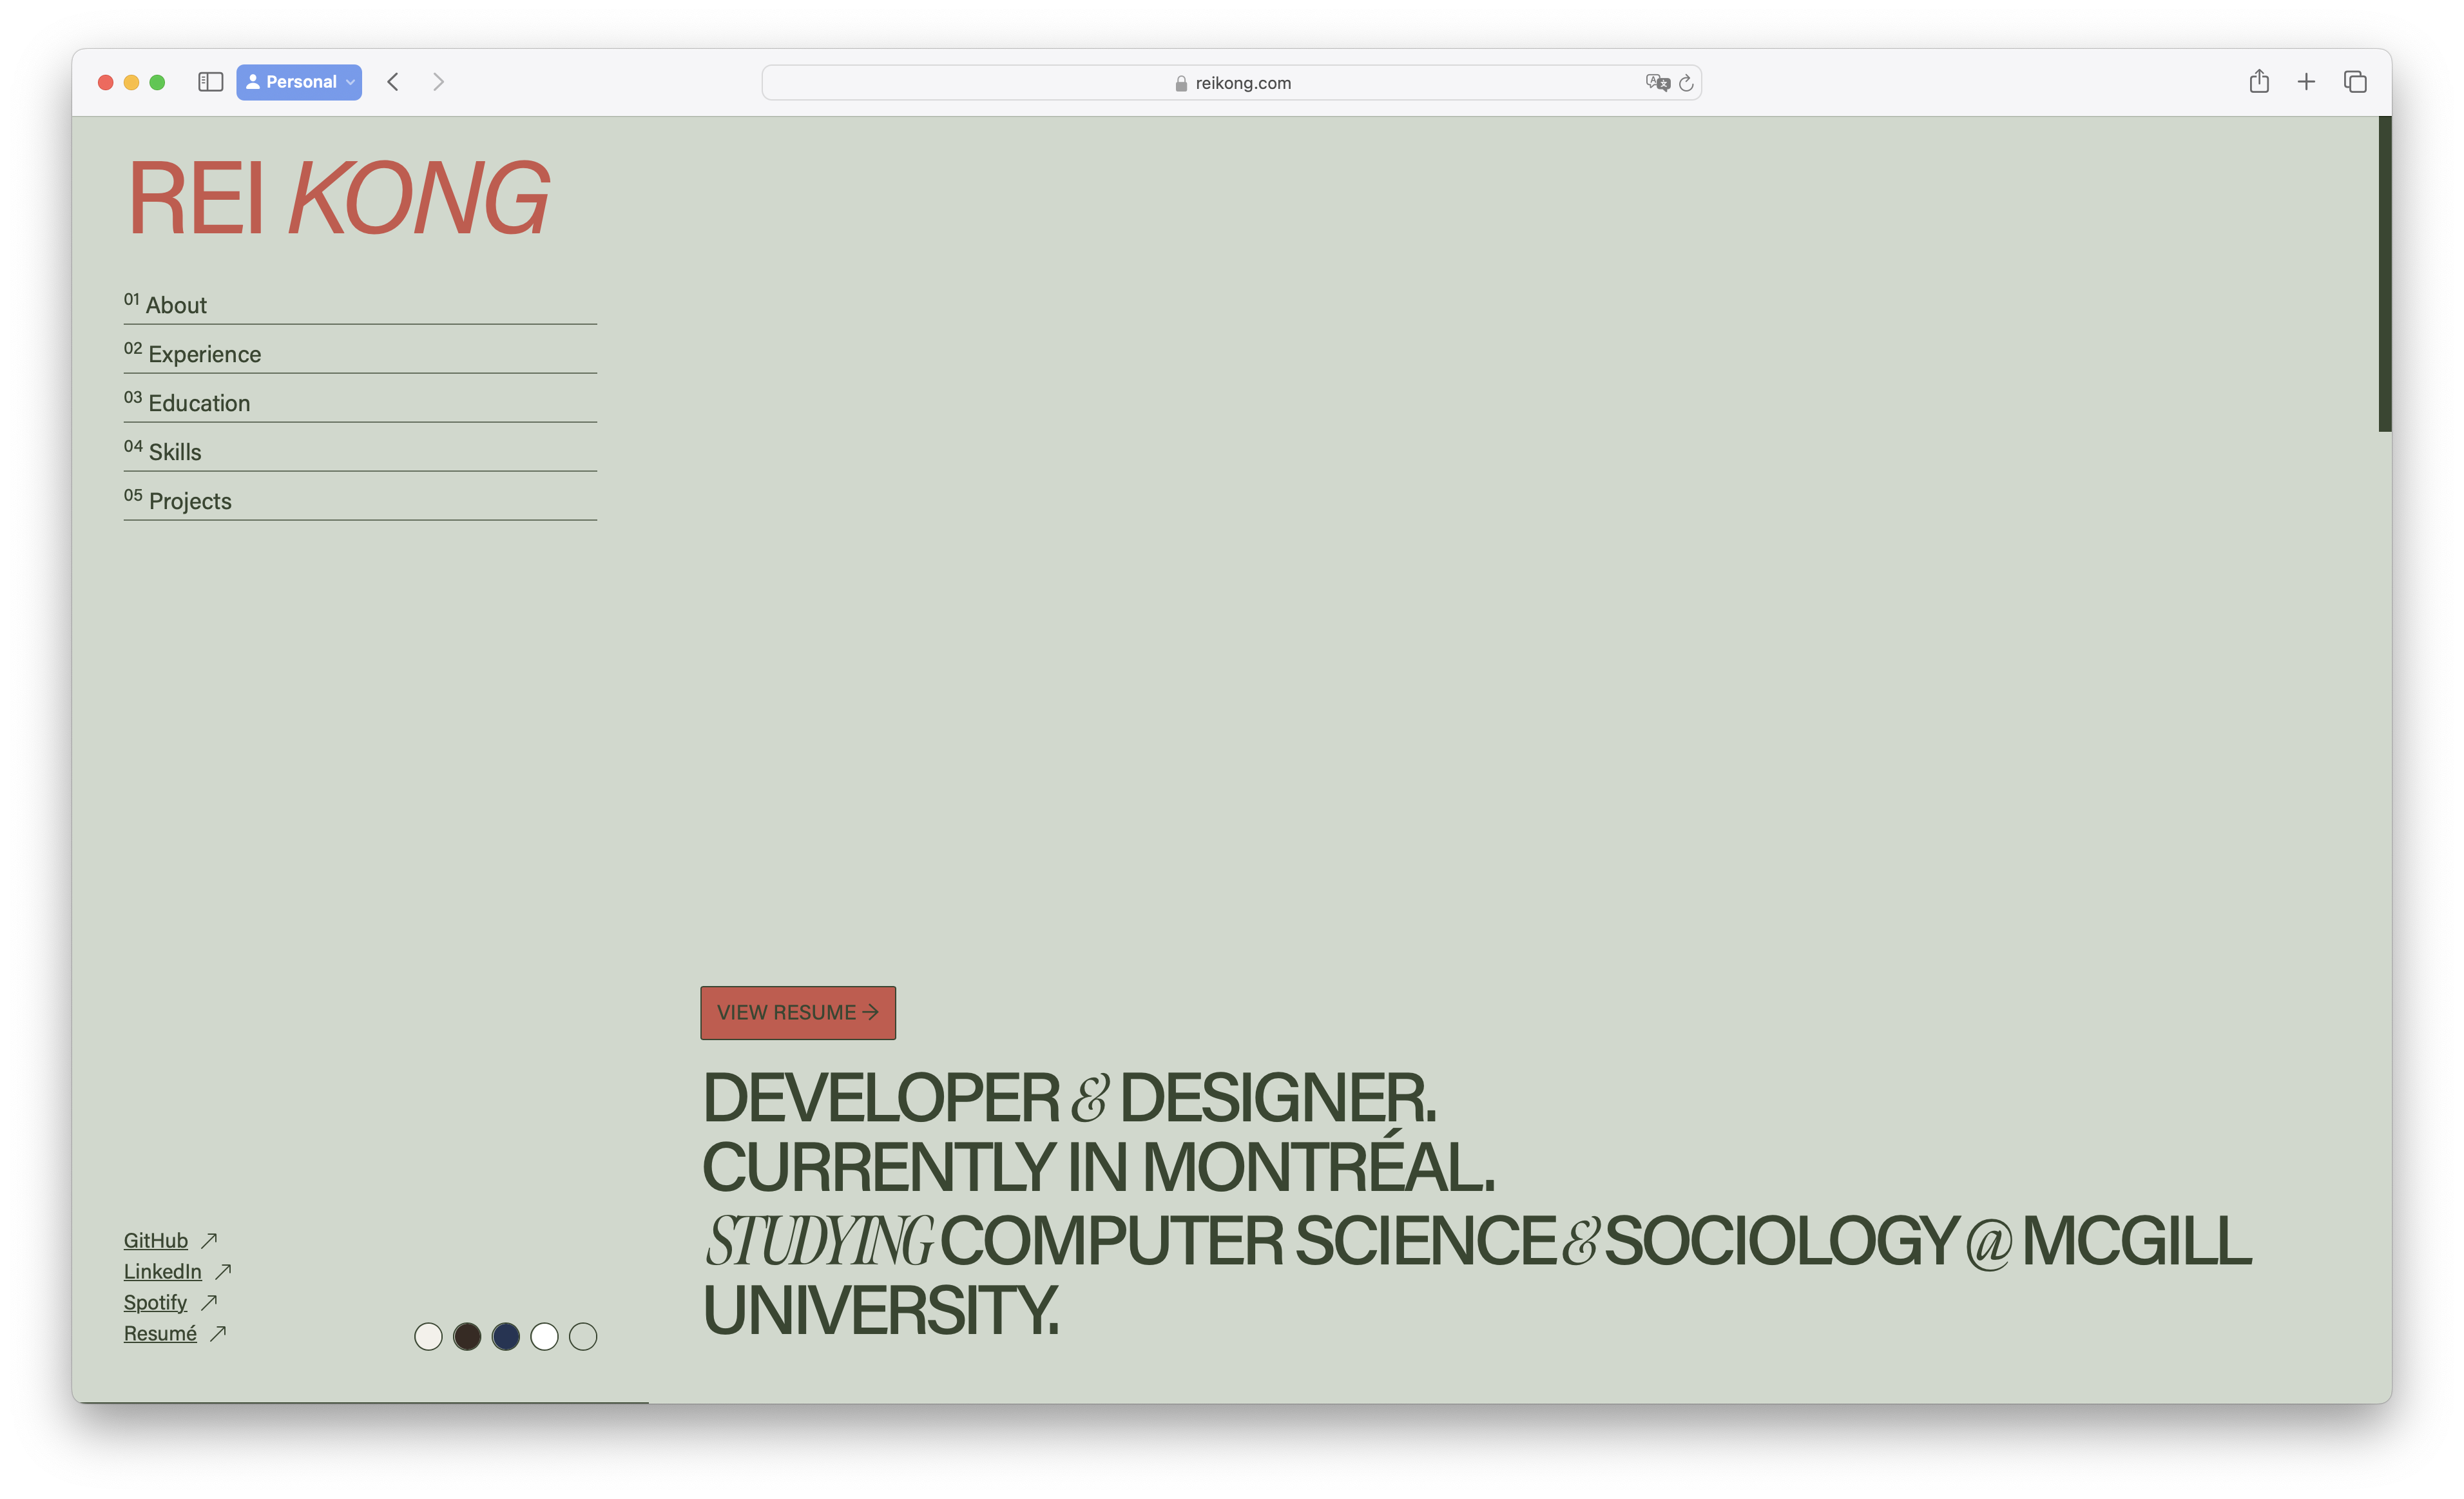 Personal
reikong.com
REI KONG
01 About
02 Experience
03 Education
04 Skills
05 Projects
GitHub ↗
LinkedIn ↗
Spotify ↗
Resumé ↗
VIEW RESUME →
DEVELOPER & DESIGNER.
CURRENTLY IN MONTRÉAL.
STUDYING COMPUTER SCIENCE & SOCIOLOGY @ MCGILL
UNIVERSITY.